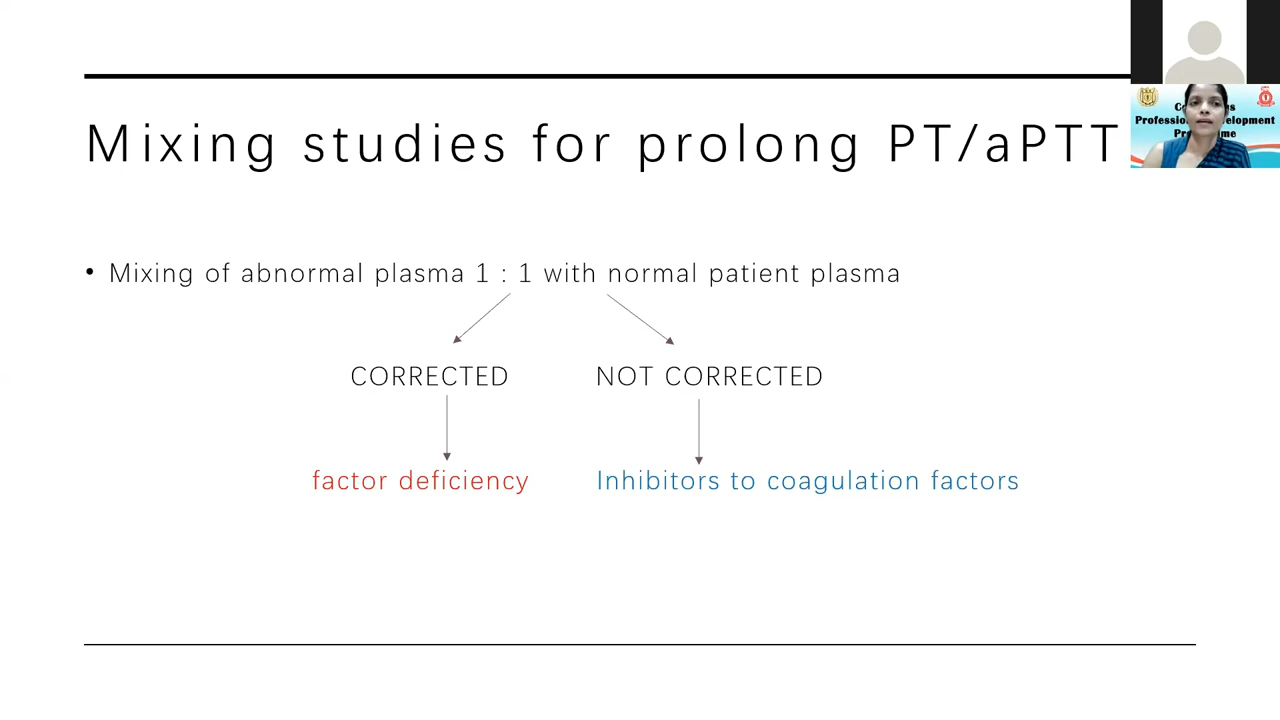 Mixing studies for prolong PT/aPTT
• Mixing of abnormal plasma 1 : 1 with normal patient plasma
CORRECTED NOT CORRECTED
factor deficiency Inhibitors to coagulation factors
Development